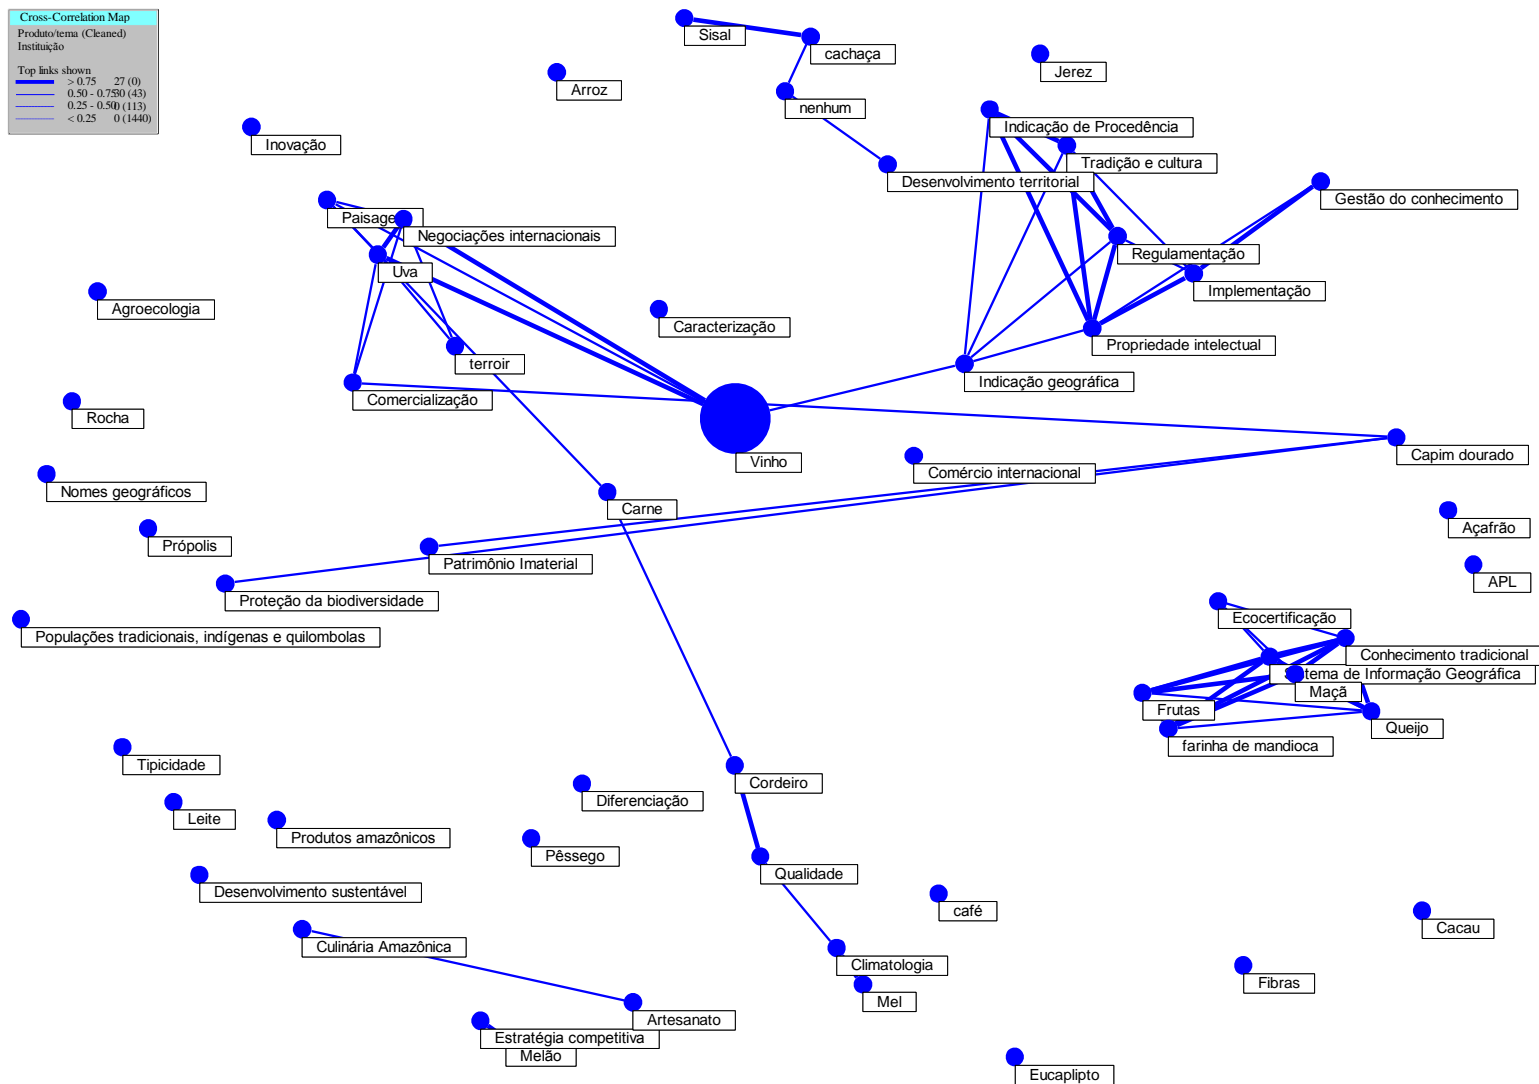 Cross-Correlation Map
Produto/tema (Cleaned)
Instituição
Top links shown
> 0.75 27 (0)
0.50 - 0.75 30 (43)
0.25 - 0.50 0 (113)
< 0.25 0 (1440)
Sisal
cachaça
Jerez
Arroz
nenhum
Indicação de Procedência
Inovação
Tradição e cultura
Desenvolvimento territorial
Gestão do conhecimento
Paisage
Negociações internacionais
Regulamentação
Uva
Implementação
Agroecologia
Caracterização
Propriedade intelectual
terroir
Indicação geográfica
Comercialização
Rocha
Vinho
Capim dourado
Comércio internacional
Nomes geográficos
Carne
Açafrão
Própolis
Patrimônio Imaterial
APL
Proteção da biodiversidade
Ecocertificação
Populações tradicionais, indígenas e quilombolas
Conhecimento tradicional
tema de Informação Geográfica
Maçã
Frutas
Queijo
farinha de mandioca
Tipicidade
Cordeiro
Diferenciação
Leite
Produtos amazônicos
Pêssego
Qualidade
Desenvolvimento sustentável
café
Cacau
Culinária Amazônica
Climatologia
Fibras
Mel
Artesanato
Estratégia competitiva
Melão
Eucaplipto